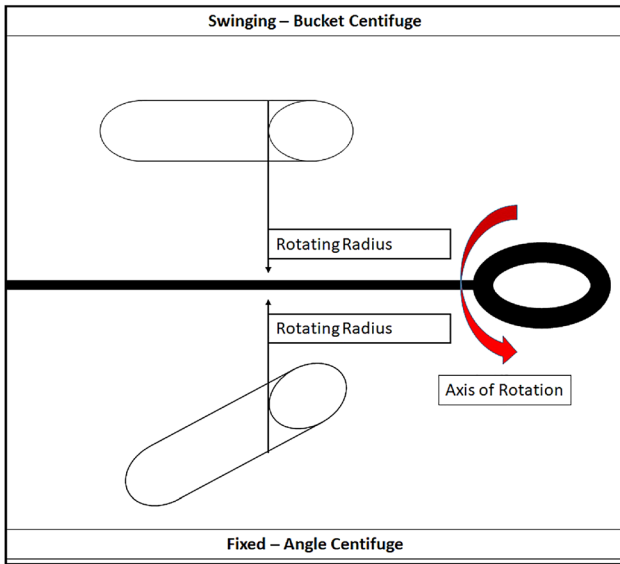 Swinging – Bucket Centifuge
Rotating Radius
Rotating Radius
Axis of Rotation
Fixed – Angle Centifuge